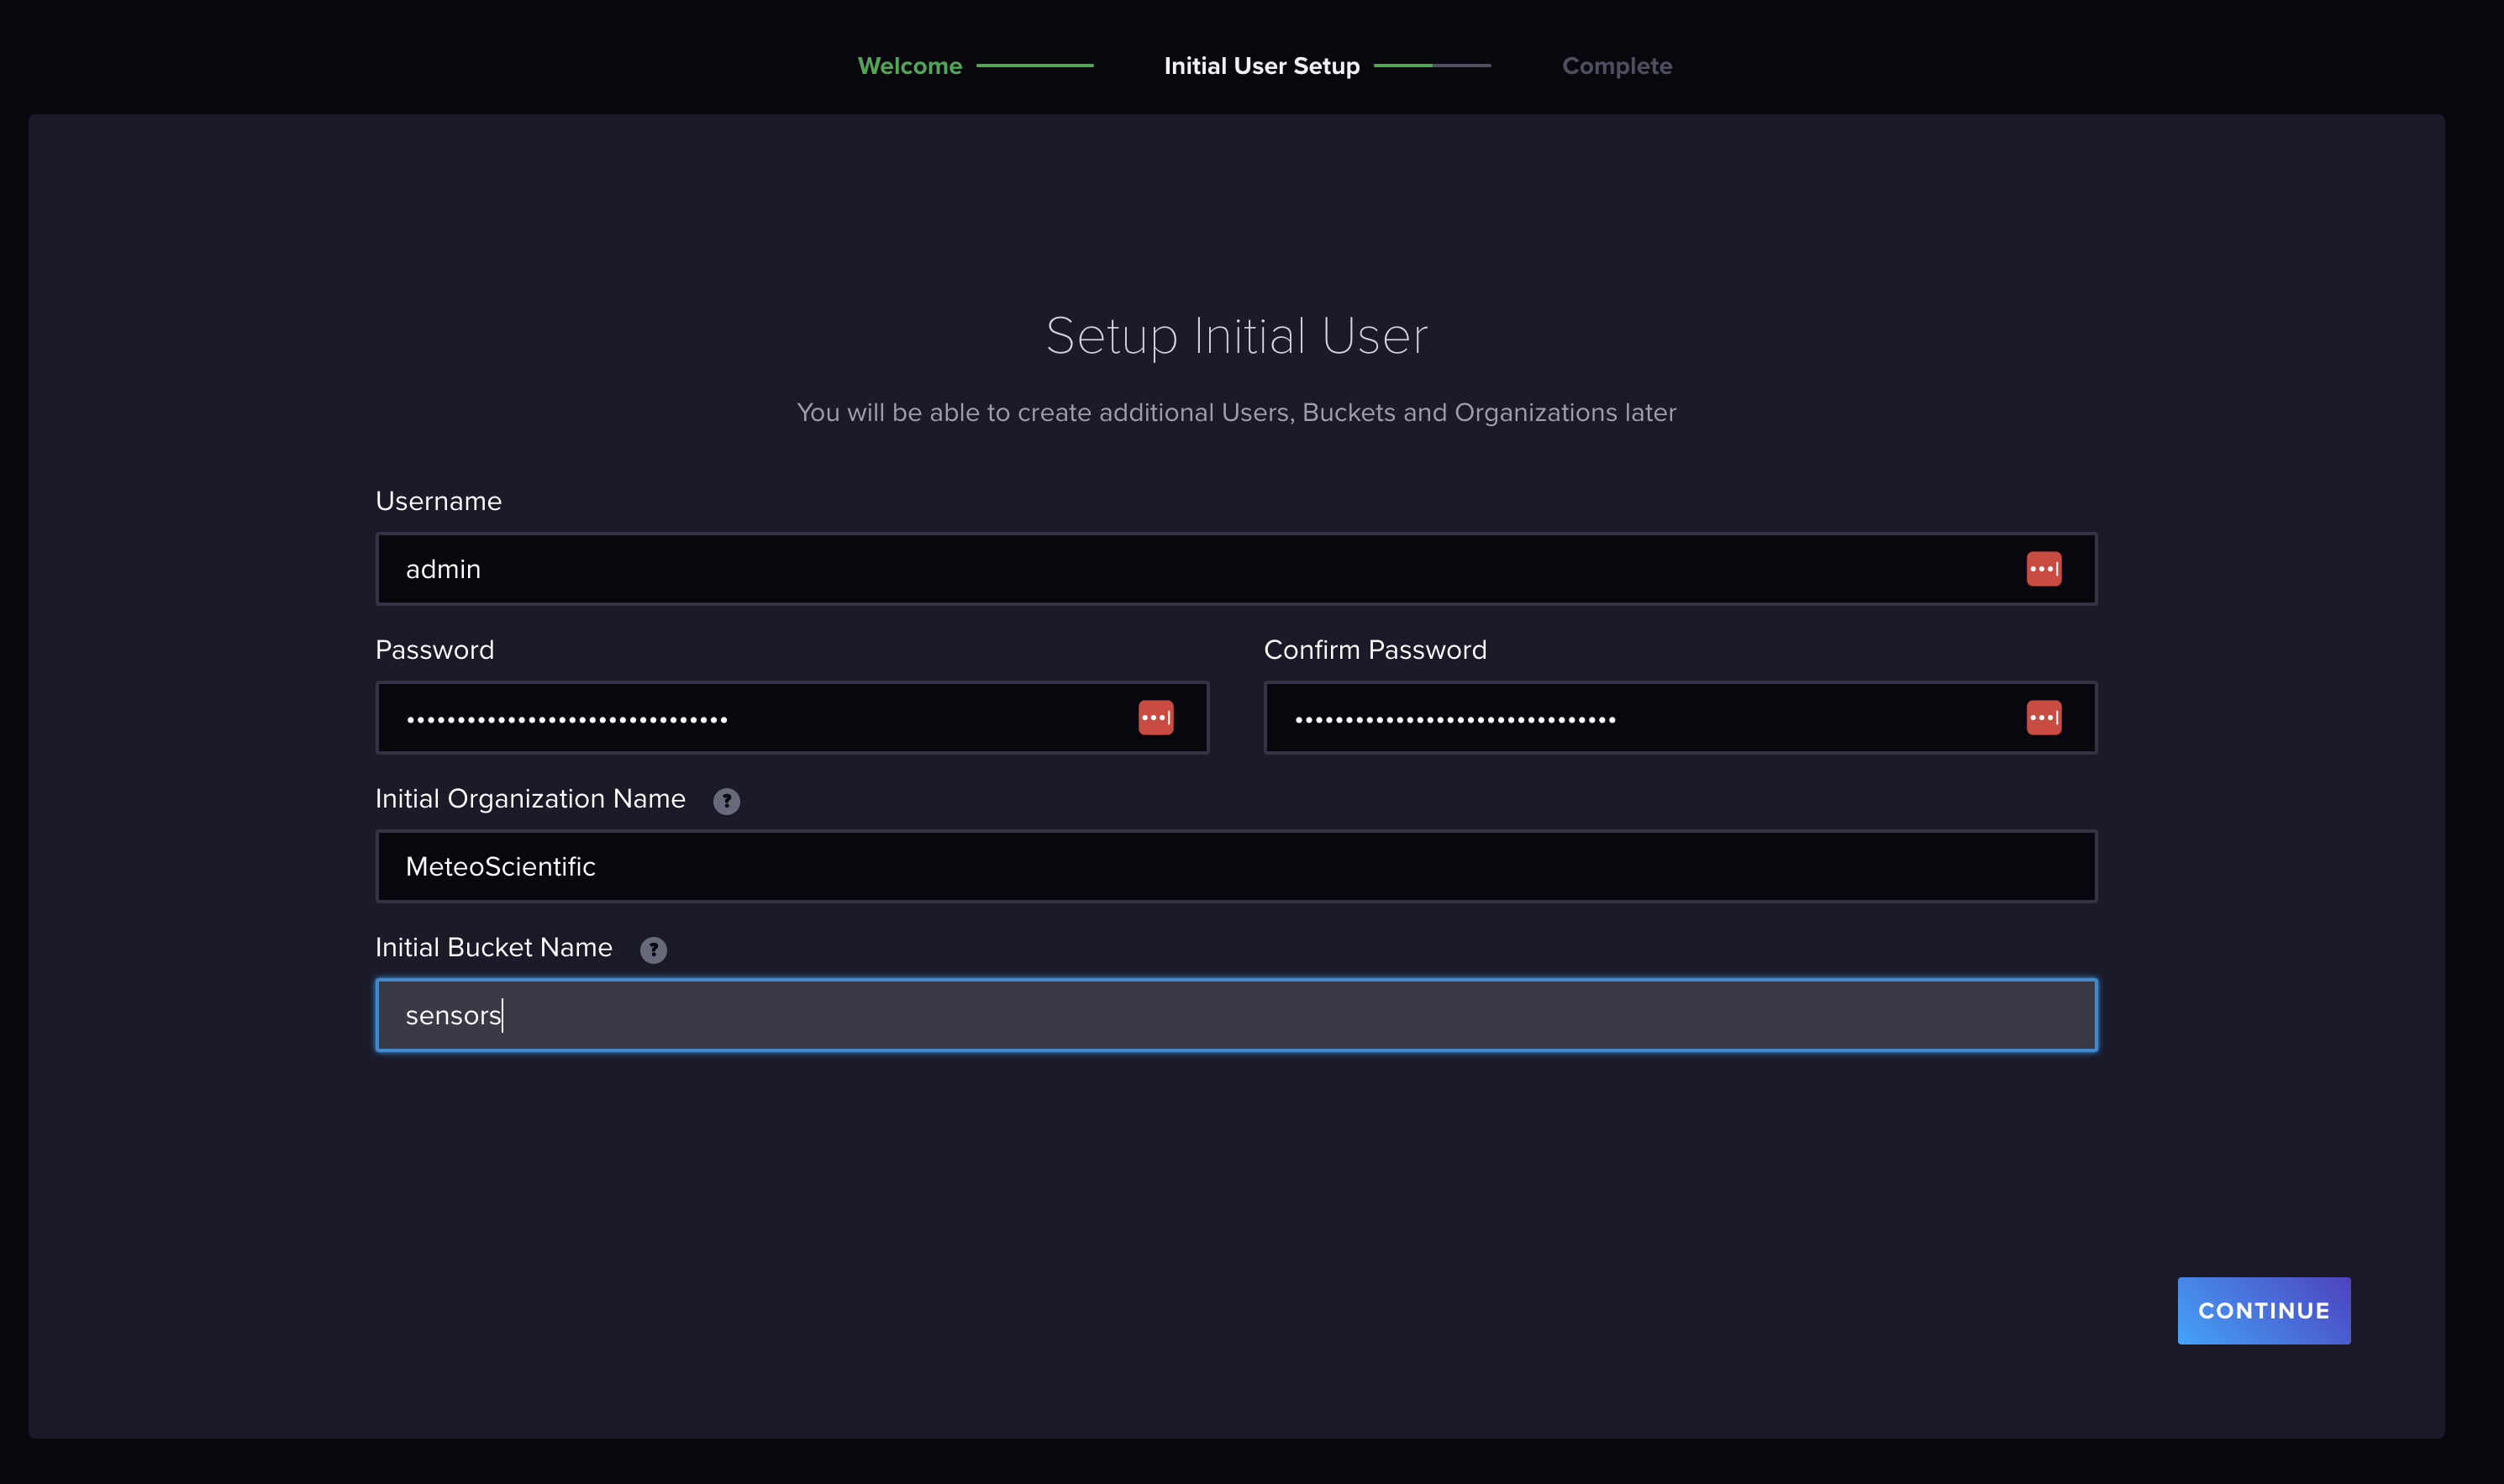 Welcome
Initial User Setup
Complete
Setup Initial User
You will be able to create additional Users, Buckets and Organizations later
Username
admin
Password
Confirm Password
••••••••••••••••••••••••••••••••
••••••••••••••••••••••••••••••••
Initial Organization Name ?
MeteoScientific
Initial Bucket Name ?
sensors
CONTINUE